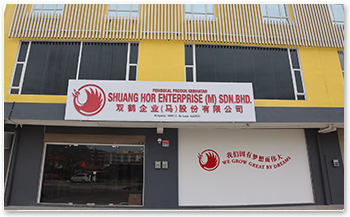 PEMBEKAL PRODUK KESIHATAN
SHUANG HOR ENTERPRISE (M) SDN.BHD.
双鹤企业(马)股份有限公司
我们因有梦想而伟大
WE GROW GREAT BY DREAMS